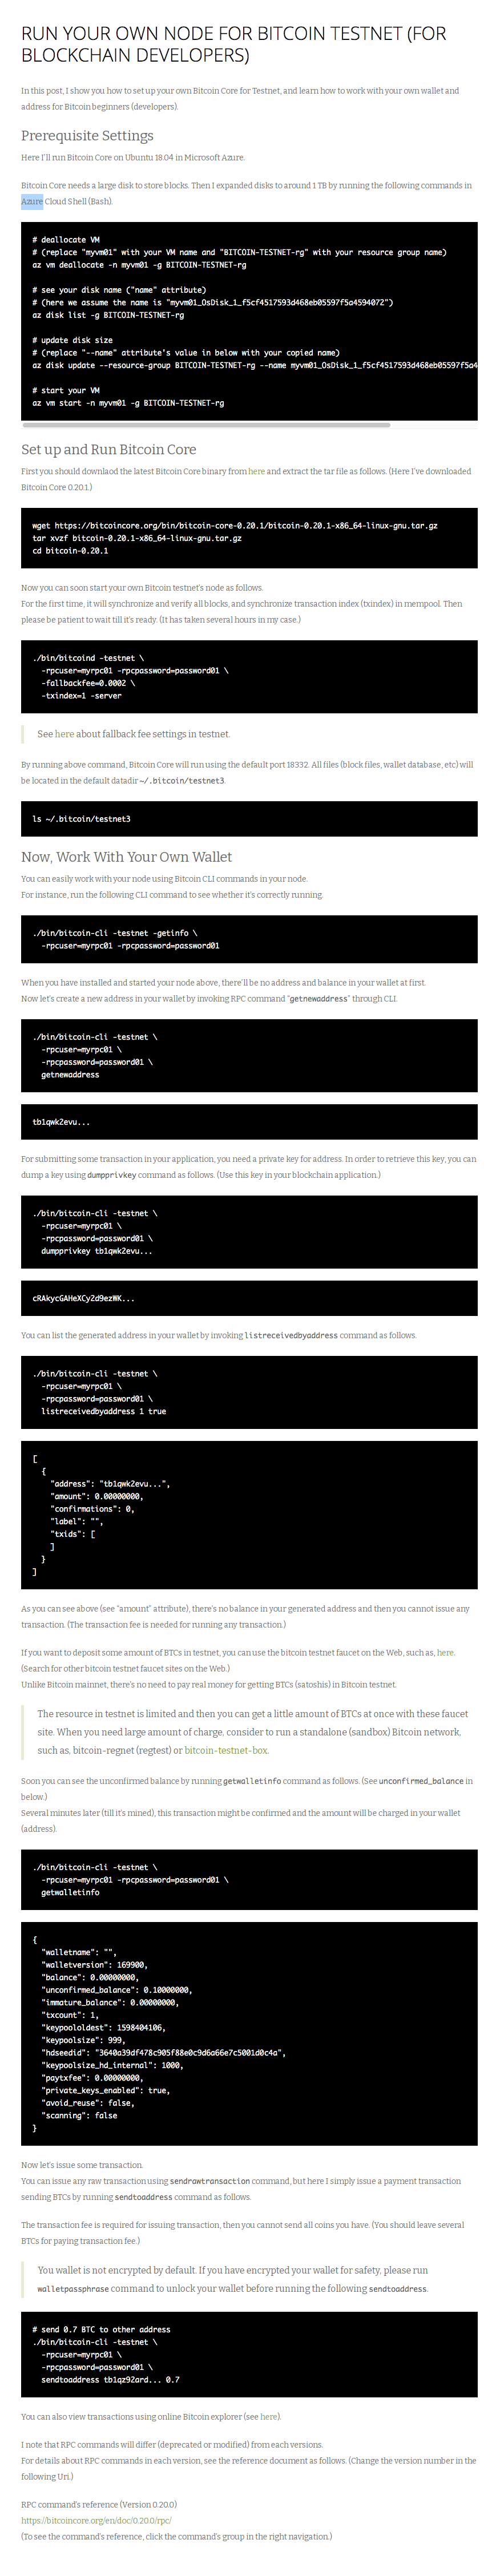 RUN YOUR OWN NODE FOR BITCOIN TESTNET (FOR
BLOCKCHAIN DEVELOPERS)
In this post, I show you how to set up your own Bitcoin Core for Testnet, and learn how to work with your own wallet and
address for Bitcoin beginners (developers).
Prerequisite Settings
Here I'll run Bitcoin Core on Ubuntu 18.04 in Microsoft Azure.
Bitcoin Core needs a large disk to store blocks. Then I expanded disks to around 1 TB by running the following commands in
Azure Cloud Shell (Bash).
# deallocate VM
# (replace "myvm01" with your VM name and "BITCOIN-TESTNET-rg" with your resource group name)
az vm deallocate -n myvm01 -g BITCOIN-TESTNET-rg
# see your disk name ("name" attribute)
# (here we assume the name is "myvm01_OsDisk_1_f5cf4517593d468eb05597f5a4594072")
az disk list -g BITCOIN-TESTNET-rg
# update disk size
# (replace "--name" attribute's value in below with your copied name)
az disk update --resource-group BITCOIN-TESTNET-rg --name myvm01_OsDisk_1_f5cf4517593d468eb05597f5a4
# start your VM
az vm start -n myvm01 -g BITCOIN-TESTNET-rg
Set up and Run Bitcoin Core
First you should downlaod the latest Bitcoin Core binary from here and extract the tar file as follows. (Here I've downloaded
Bitcoin Core 0.20.1.)
wget https://bitcoincore.org/bin/bitcoin-core-0.20.1/bitcoin-0.20.1-x86_64-linux-gnu.tar.gz
tar xvzf bitcoin-0.20.1-x86_64-linux-gnu.tar.gz
cd bitcoin-0.20.1
Now you can soon start your own Bitcoin testnet's node as follows.
For the first time, it will synchronize and verify all blocks, and synchronize transaction index (txindex) in mempool. Then
please be patient to wait till it's ready. (It has taken several hours in my case.)
./bin/bitcoind -testnet \
-rpcuser=myrpc01 -rpcpassword=password01 \
-fallbackfee=0.0002 \
-txindex=1 -server
See here about fallback fee settings in testnet.
By running above command, Bitcoin Core will run using the default port 18332. All files (block files, wallet database, etc) will
be located in the default datadir ~/.bitcoin/testnet3.
ls ~/.bitcoin/testnet3
Now, Work With Your Own Wallet
You can easily work with your node using Bitcoin CLI commands in your node.
For instance, run the following CLI command to see whether it's correctly running.
./bin/bitcoin-cli -testnet -getinfo \
-rpcuser=myrpc01 -rpcpassword=password01
When you have installed and started your node above, there'll be no address and balance in your wallet at first.
Now let's create a new address in your wallet by invoking RPC command "getnewaddress" through CLI.
./bin/bitcoin-cli -testnet \
-rpcuser=myrpc01 \
-rpcpassword=password01 \
getnewaddress
tb1qwk2evu...
For submitting some transaction in your application, you need a private key for address. In order to retrieve this key, you can
dump a key using dumpprivkey command as follows. (Use this key in your blockchain application.)
./bin/bitcoin-cli -testnet \
-rpcuser=myrpc01 \
-rpcpassword=password01 \
dumpprivkey tb1qwk2evu...
cRAkycGAHeXCy2d9ezWK...
You can list the generated address in your wallet by invoking listreceivedbyaddress command as follows.
./bin/bitcoin-cli -testnet \
-rpcuser=myrpc01 \
-rpcpassword=password01 \
listreceivedbyaddress 1 true
[
{
"address": "tb1qwk2evu...",
"amount": 0.00000000,
"confirmations": 0,
"label": "",
"txids": [
]
}
]
As you can see above (see "amount" attribute), there's no balance in your generated address and then you cannot issue any
transaction. (The transaction fee is needed for running any transaction.)
If you want to deposit some amount of BTCs in testnet, you can use the bitcoin testnet faucet on the Web, such as, here.
(Search for other bitcoin testnet faucet sites on the Web.)
Unlike Bitcoin mainnet, there's no need to pay real money for getting BTCs (satoshis) in Bitcoin testnet.
The resource in testnet is limited and then you can get a little amount of BTCs at once with these faucet
site. When you need large amount of charge, consider to run a standalone (sandbox) Bitcoin network,
such as, bitcoin-regnet (regtest) or bitcoin-testnet-box.
Soon you can see the unconfirmed balance by running getwalletinfo command as follows. (See unconfirmed_balance in
below.)
Several minutes later (till it's mined), this transaction might be confirmed and the amount will be charged in your wallet
(address).
./bin/bitcoin-cli -testnet \
-rpcuser=myrpc01 -rpcpassword=password01 \
getwalletinfo
{
"walletname": "",
"walletversion": 169900,
"balance": 0.00000000,
"unconfirmed_balance": 0.10000000,
"immature_balance": 0.00000000,
"txcount": 1,
"keypoololdest": 1598404106,
"keypoolsize": 999,
"hdseedid": "3640a39df478c905f88e0c9d6a66e7c5001d0c4a",
"keypoolsize_hd_internal": 1000,
"paytxfee": 0.00000000,
"private_keys_enabled": true,
"avoid_reuse": false,
"scanning": false
}
Now let's issue some transaction.
You can issue any raw transaction using sendrawtransaction command, but here I simply issue a payment transaction
sending BTCs by running sendtoaddress command as follows.
The transaction fee is required for issuing transaction, then you cannot send all coins you have. (You should leave several
BTCs for paying transaction fee.)
You wallet is not encrypted by default. If you have encrypted your wallet for safety, please run
walletpassphrase command to unlock your wallet before running the following sendtoaddress.
# send 0.7 BTC to other address
./bin/bitcoin-cli -testnet \
-rpcuser=myrpc01 \
-rpcpassword=password01 \
sendtoaddress tb1qz92ard... 0.7
You can also view transactions using online Bitcoin explorer (see here).
I note that RPC commands will differ (deprecated or modified) from each versions.
For details about RPC commands in each version, see the reference document as follows. (Change the version number in the
following Uri.)
RPC command's reference (Version 0.20.0)
https://bitcoincore.org/en/doc/0.20.0/rpc/
(To see the command's reference, click the command's group in the right navigation.)